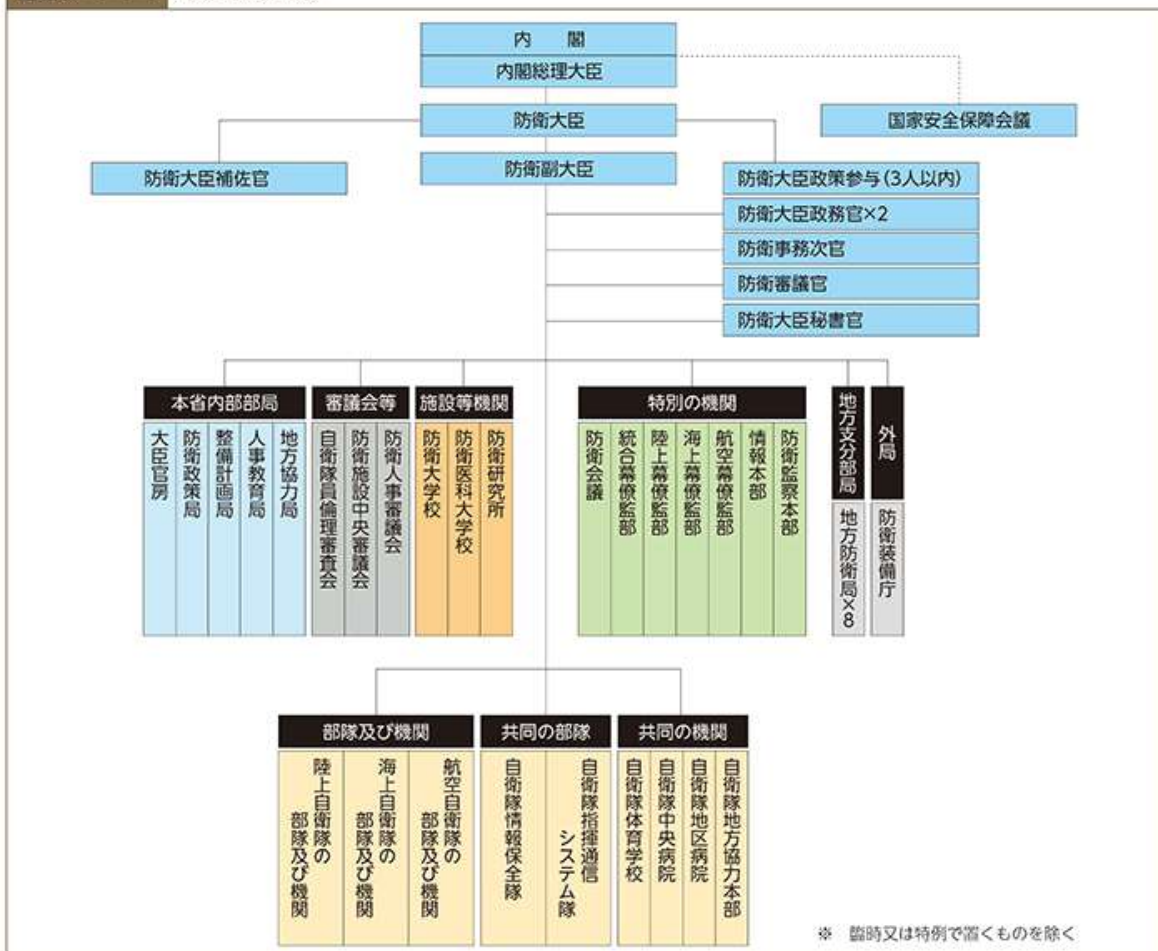 内　閣
内閣総理大臣
国家安全保障会議
防衛大臣
防衛大臣補佐官
防衛副大臣
防衛大臣政策参与(3人以内)
防衛大臣政務官×2
防衛事務次官
防衛審議官
防衛大臣秘書官
本省内部部局
大臣官房
防衛政策局
整備計画局
人事教育局
地方協力局
審議会等
自衛隊員倫理審査会
防衛施設中央審議会
防衛人事審議会
施設等機関
防衛大学校
防衛医科大学校
防衛研究所
特別の機関
防衛会議
統合幕僚監部
陸上幕僚監部
海上幕僚監部
航空幕僚監部
情報本部
防衛監察本部
地方支分部局
地方防衛局×8
外局
防衛装備庁
部隊及び機関
陸上自衛隊の
部隊及び機関
海上自衛隊の
部隊及び機関
航空自衛隊の
部隊及び機関
共同の部隊
自衛隊情報保全隊
自衛隊指揮通信
システム隊
共同の機関
自衛隊体育学校
自衛隊中央病院
自衛隊地区病院
自衛隊地方協力本部
※　臨時又は特例で置くものを除く